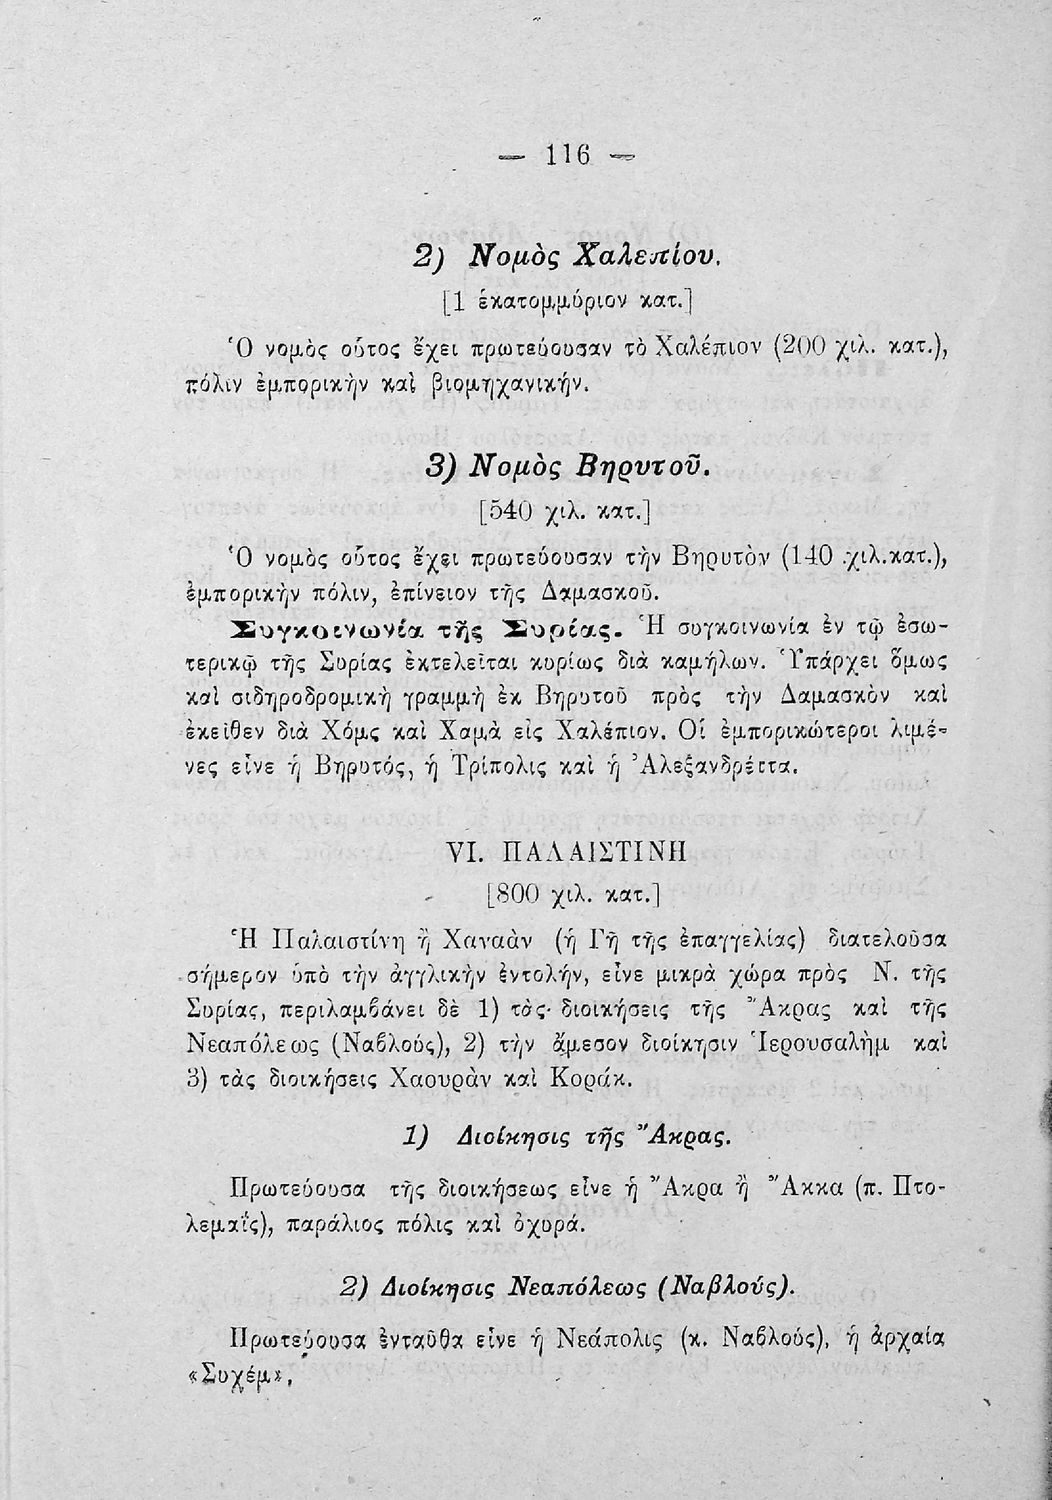 — 116 —
2) Νομὸς Χαλεπίου.
[1 ἑκατομμύριον κατ.]
Ὁ νομὸς οὗτος ἔχει πρωτεύουσαν τὸ Χαλέπιον (200 χιλ. κατ.),
πόλιν ἐμπορικὴν καὶ βιομηχανικήν.
3) Νομὸς Βηρυτοῦ.
[540 χιλ. κατ.]
Ὁ νομὸς οὗτος ἔχει πρωτεύουσαν τὴν Βηρυτὸν (140 χιλ.κατ.),
ἐμπορικὴν πόλιν, ἐπίνειον τῆς Δαμασκοῦ.
Συγκοινωνία τῆς Συρίας. Ἡ συγκοινωνία ἐν τῷ ἐσω-
τερικῷ τῆς Συρίας ἐκτελεῖται κυρίως διὰ καμήλων. Ὑπάρχει ὅμως
καὶ σιδηροδρομικὴ γραμμὴ ἐκ Βηρυτοῦ πρὸς τὴν Δαμασκὸν καὶ
ἐκεῖθεν διὰ Χόμς καὶ Χαμὰ εἰς Χαλέπιον. Οἱ ἐμπορικώτεροι λιμέ-
νες εἶνε ἡ Βηρυτός, ἡ Τρίπολις καὶ ἡ Ἀλεξανδρέττα.
VI. ΠΑΛΑΙΣΤΙΝΗ
[800 χιλ. κατ.]
Ἡ Παλαιστίνη ἢ Χαναὰν (ἡ Γῆ τῆς ἐπαγγελίας) διατελοῦσα
σήμερον ὑπὸ τὴν ἀγγλικὴν ἐντολήν, εἶνε μικρὰ χώρα πρὸς Ν. τῆς
Συρίας, περιλαμβάνει δὲ 1) τὰς διοικήσεις τῆς Ἄκρας καὶ τῆς
Νεαπόλεως (Ναβλούς), 2) τὴν ἄμεσον διοίκησιν Ἱερουσαλὴμ καὶ
3) τὰς διοικήσεις Χαουρὰν καὶ Κοράκ.
1) Διοίκησις τῆς Ἄκρας.
Πρωτεύουσα τῆς διοικήσεως εἶνε ἡ Ἄκρα ἢ Ἄκκα (π. Πτο-
λεμαΐς), παράλιος πόλις καὶ ὀχυρά.
2) Διοίκησις Νεαπόλεως (Ναβλούς).
Πρωτεύουσα ἐνταῦθα εἶνε ἡ Νεάπολις (κ. Ναβλούς), ἡ ἀρχαία
«Συχέμ»,